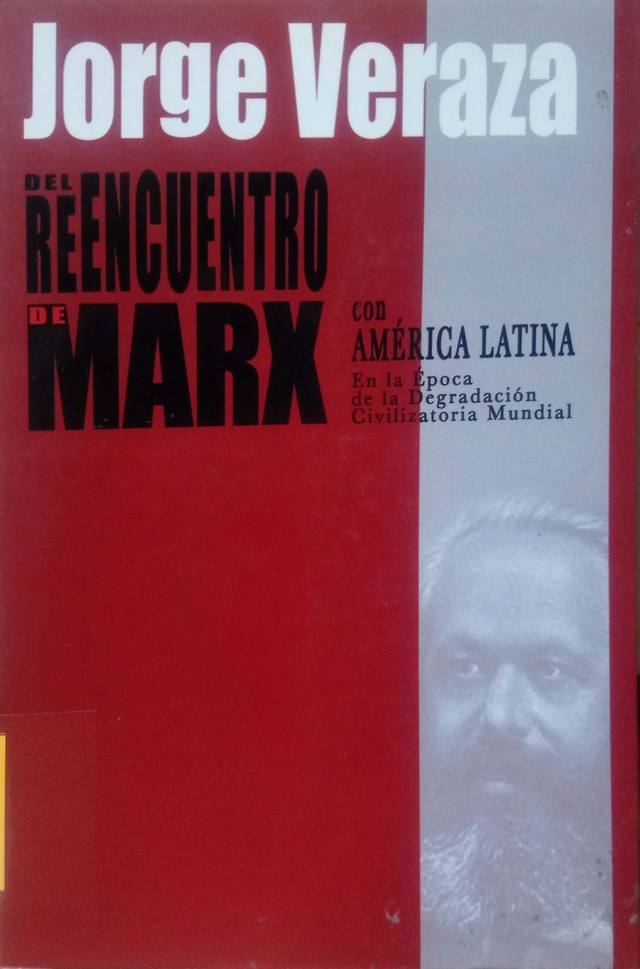 Jorge Veraza
DEL
REENCUENTRO
DE
MARX
con
AMÉRICA LATINA
En la Época
de la Degradación
Civilizatoria Mundial